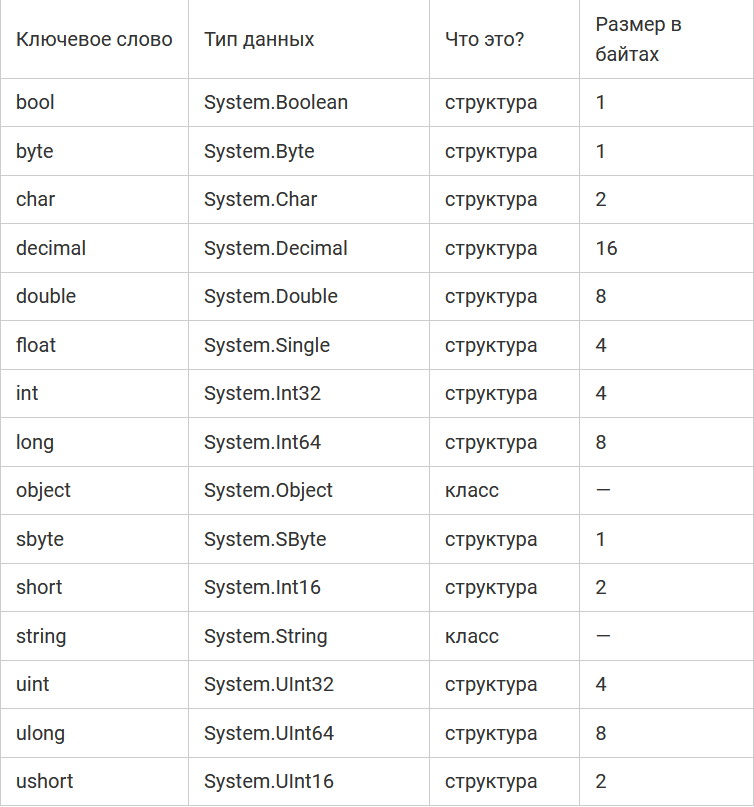 Ключевое слово Тип данных Что это? Размер в
байтах
bool System.Boolean структура 1
byte System.Byte структура 1
char System.Char структура 2
decimal System.Decimal структура 16
double System.Double структура 8
float System.Single структура 4
int System.Int32 структура 4
long System.Int64 структура 8
object System.Object класс —
sbyte System.SByte структура 1
short System.Int16 структура 2
string System.String класс —
uint System.UInt32 структура 4
ulong System.UInt64 структура 8
ushort System.UInt16 структура 2